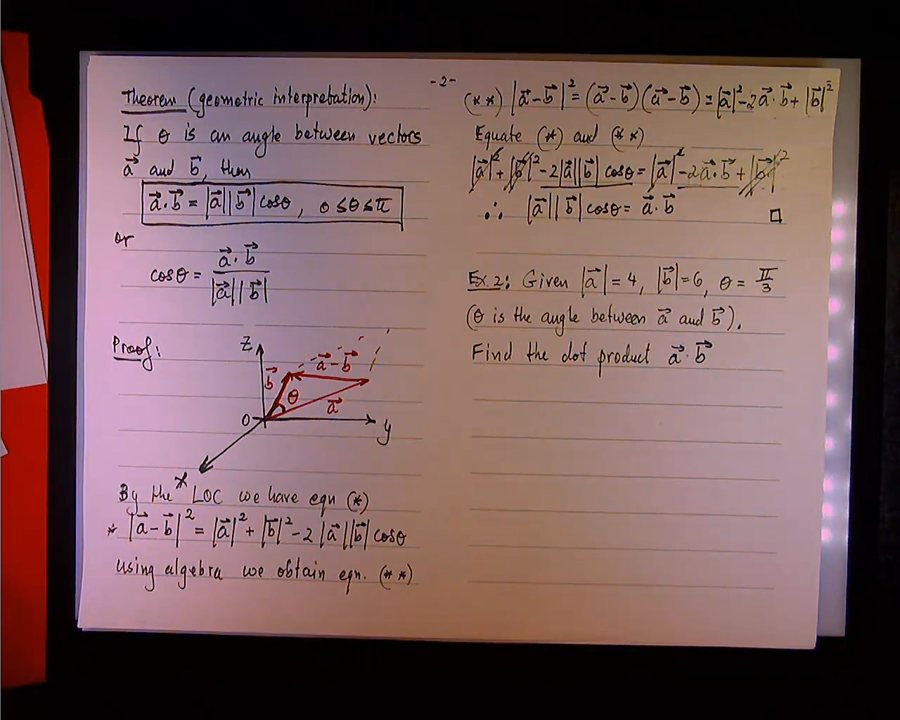 -2-
Theorem (geometric interpretation):
If θ is an angle between vectors
a⃗ and b⃗, then
a⃗·b⃗ = |a⃗||b⃗| cosθ, 0 ≤ θ ≤ π
or
cosθ = a⃗·b⃗ / |a⃗||b⃗|
Proof:
z
a⃗-b⃗
b⃗
θ
a⃗
O
y
x
By the LOC we have eqn (*)
* |a⃗-b⃗|² = |a⃗|² + |b⃗|² - 2|a⃗||b⃗| cosθ
using algebra we obtain eqn. (**)
(**) |a⃗-b⃗|² = (a⃗-b⃗)(a⃗-b⃗) = |a⃗|² - 2a⃗·b⃗ + |b⃗|²
Equate (*) and (**)
|a⃗|² + |b⃗|² - 2|a⃗||b⃗| cosθ = |a⃗|² - 2a⃗·b⃗ + |b⃗|²
∴ |a⃗||b⃗| cosθ = a⃗·b⃗ □
Ex.2: Given |a⃗| = 4, |b⃗| = 6, θ = π/3
(θ is the angle between a⃗ and b⃗).
Find the dot product a⃗·b⃗